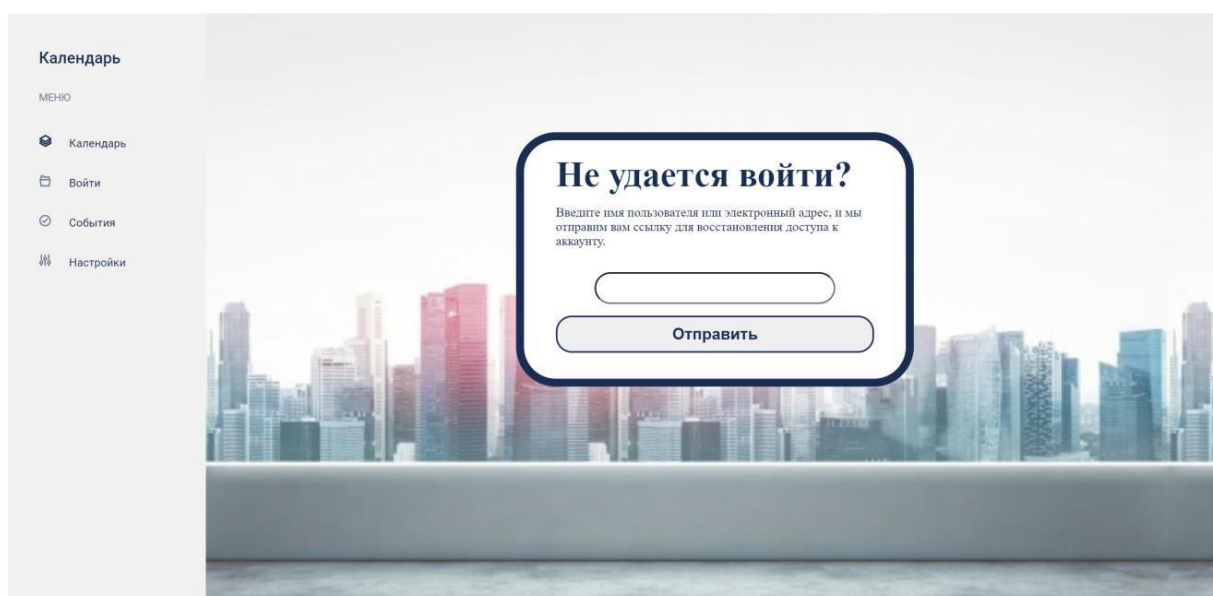 Календарь
МЕНЮ
Календарь
Войти
События
Настройки
Не удается войти?
Введите имя пользователя или электронный адрес, и мы
отправим вам ссылку для восстановления доступа к
аккаунту.
Отправить